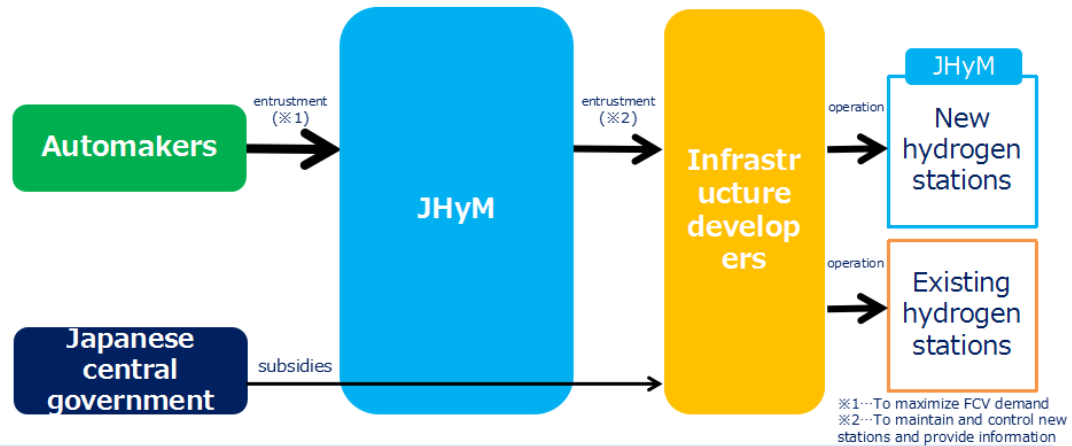 Automakers
entrustment
(※1)
JHyM
entrustment
(※2)
Infrastr
ucture
develop
ers
operation
JHyM
New
hydrogen
stations
operation
Existing
hydrogen
stations
Japanese
central
government
subsidies
※1…To maximize FCV demand
※2…To maintain and control new
stations and provide information